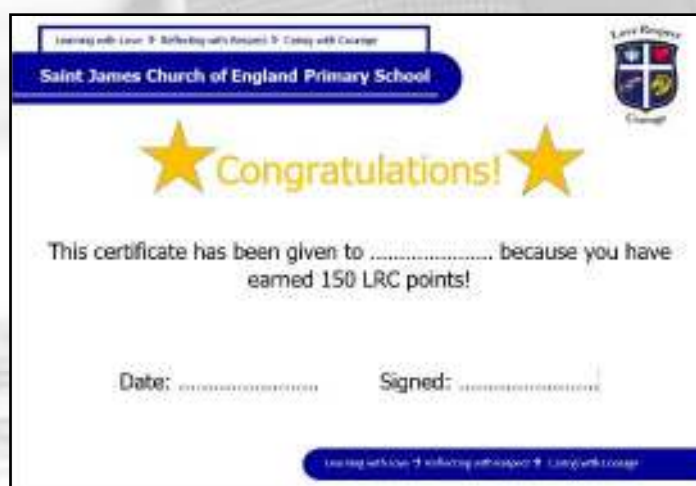 Learning with Love ✞ Reflecting with Respect ✞ Caring with Courage
Saint James Church of England Primary School
Love Respect
Courage
Congratulations!
This certificate has been given to ...................... because you have
earned 150 LRC points!
Date: ........................ Signed: ........................
Learning with Love ✞ Reflecting with Respect ✞ Caring with Courage